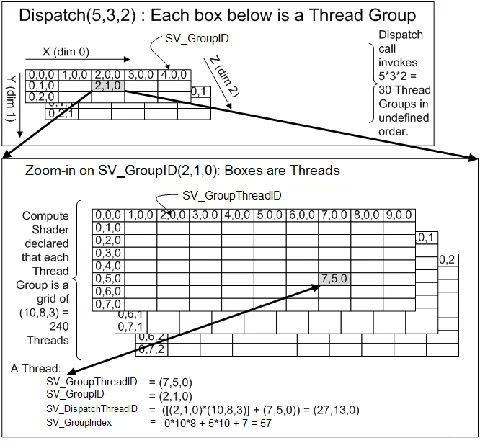 Dispatch(5,3,2) : Each box below is a Thread Group
X (dim 0)
SV_GroupID
Y (dim 1)
Z (dim 2)
0,0,0 1,0,0 2,0,0 3,0,0 4,0,0
0,1,0 2,1,0 0,1
0,2,0
Dispatch
call
invokes
5*3*2 =
30 Thread
Groups in
undefined
order.
Zoom-in on SV_GroupID(2,1,0): Boxes are Threads
SV_GroupThreadID
Compute
Shader
declared
that each
Thread
Group is a
grid of
(10,8,3) =
240
Threads
0,0,0 1,0,0 2,0,0 3,0,0 4,0,0 5,0,0 6,0,0 7,0,0 8,0,0 9,0,0
0,1,0
0,2,0 0,1
0,3,0
0,4,0 0,2
0,5,0 7,5,0
0,6,0
0,7,0
0,6,1
0,7,1
0,6,2
0,7,2
A Thread:
SV_GroupThreadID = (7,5,0)
SV_GroupID = (2,1,0)
SV_DispatchThreadID = ([(2,1,0)*(10,8,3)] + (7,5,0)) = (27,13,0)
SV_GroupIndex = 0*10*8 + 5*10 + 7 = 57